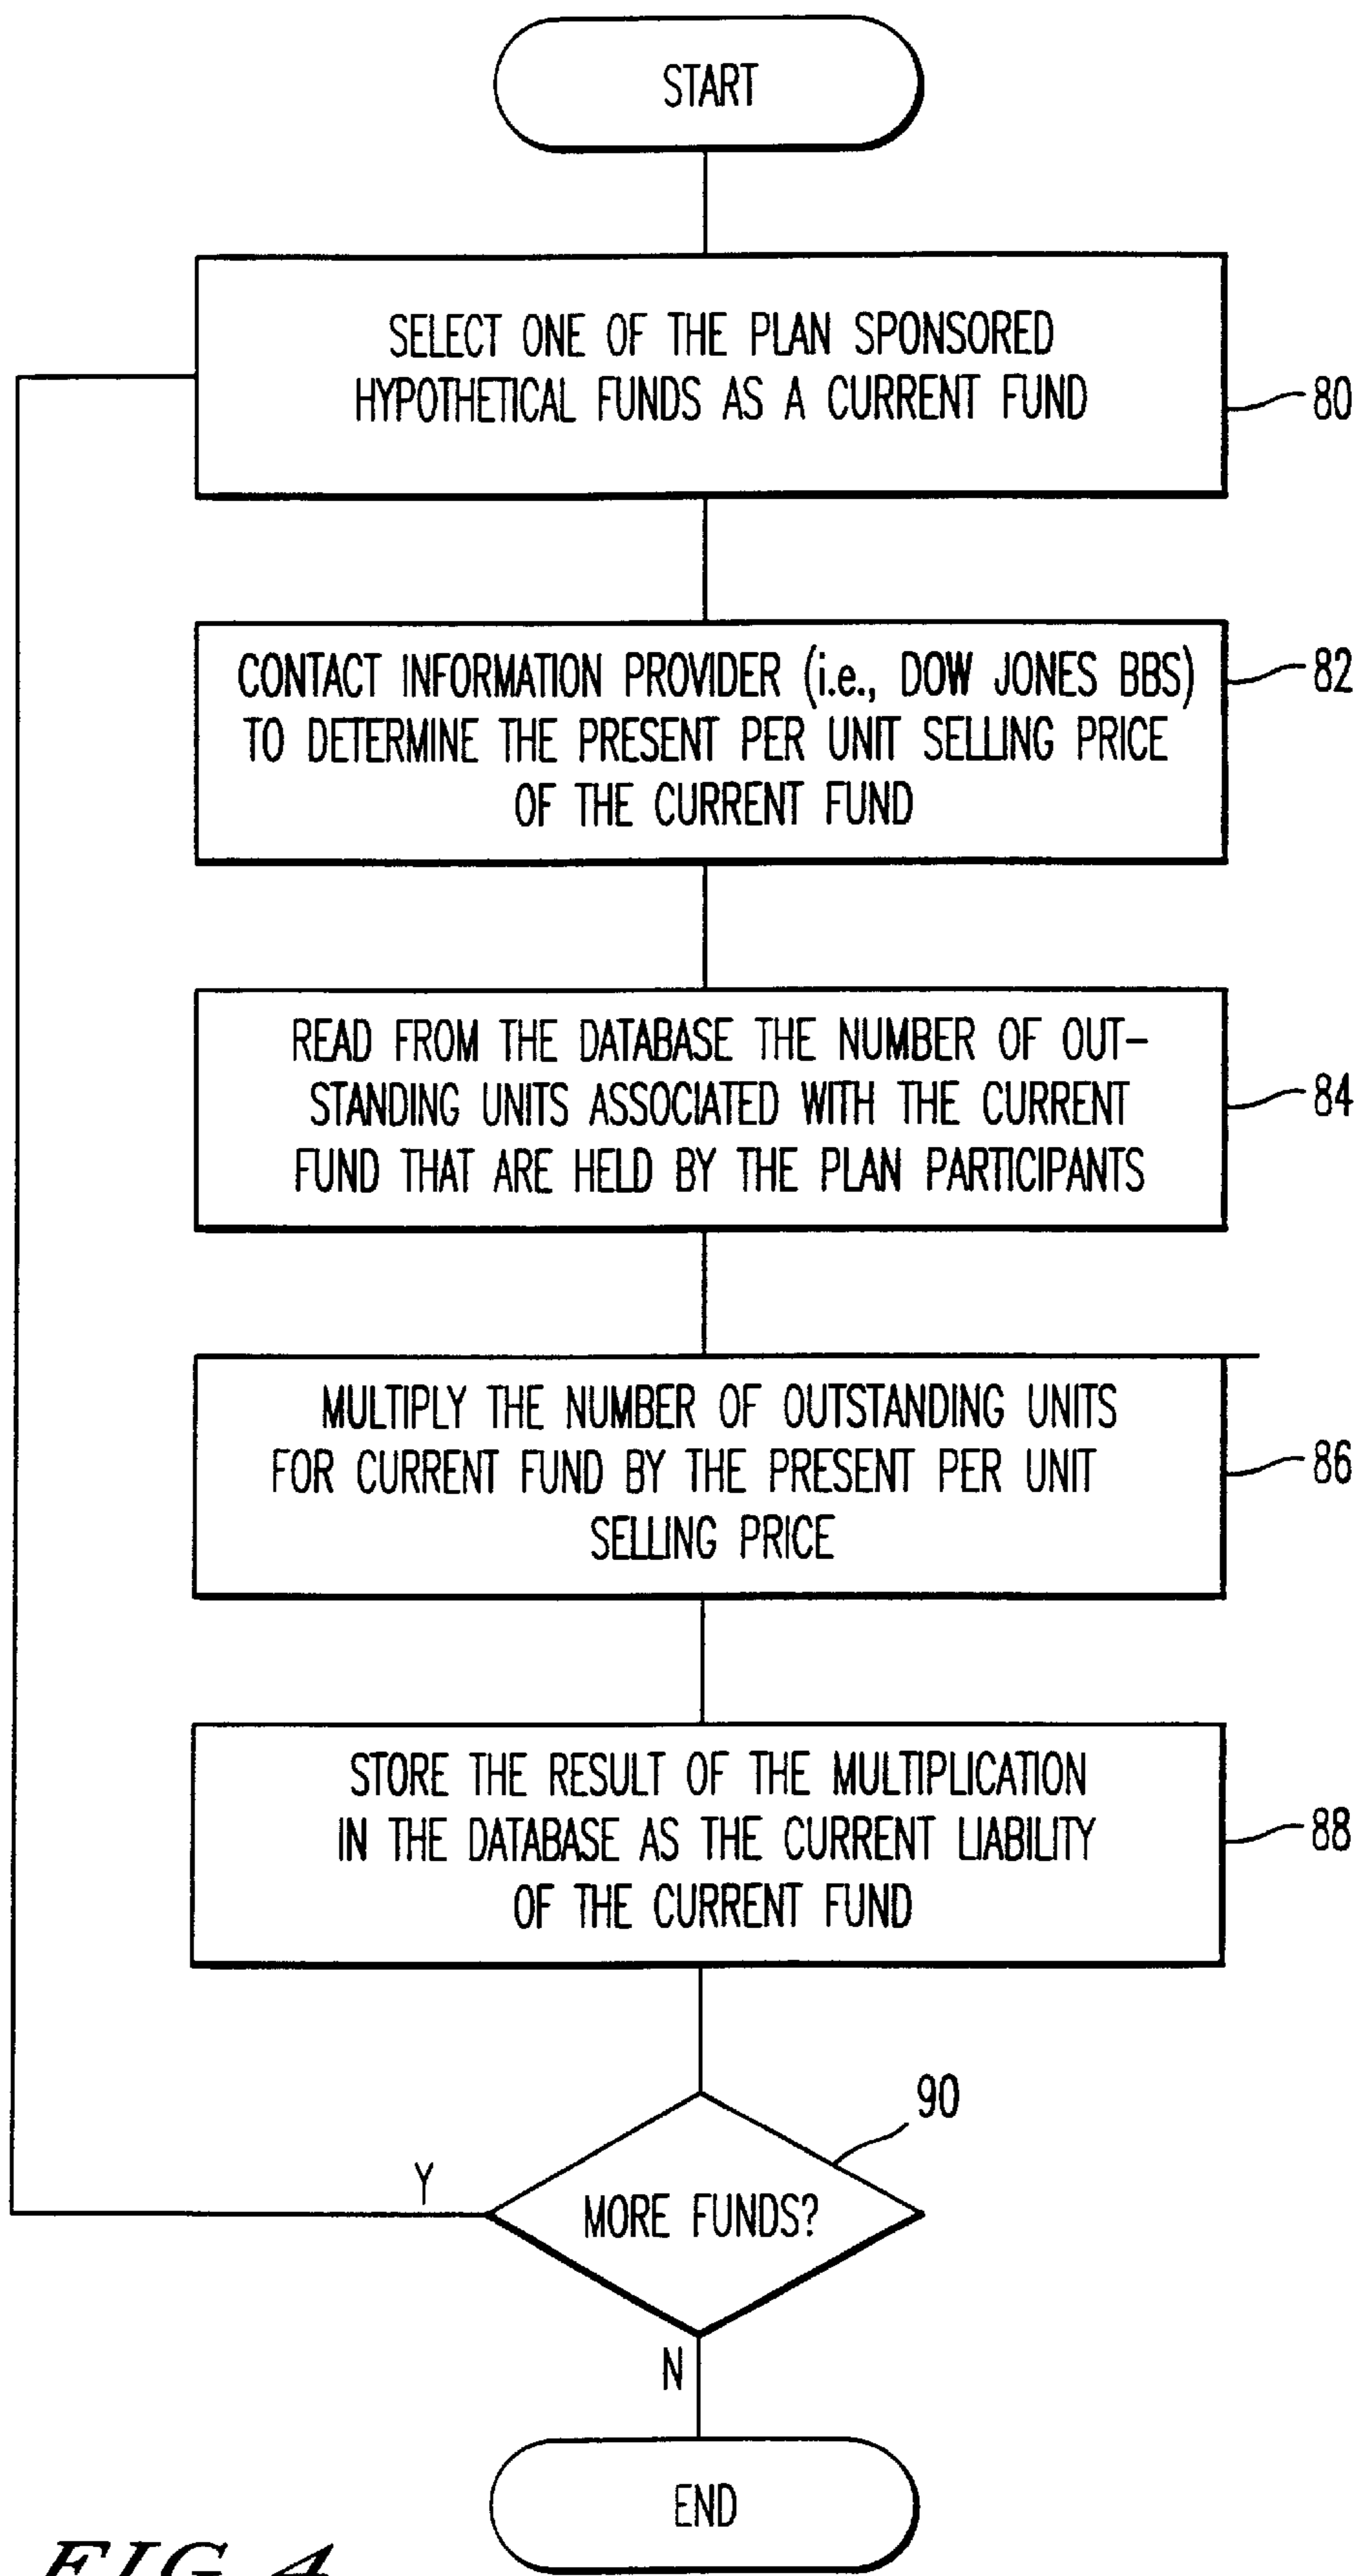 START
SELECT ONE OF THE PLAN SPONSORED
HYPOTHETICAL FUNDS AS A CURRENT FUND
80
CONTACT INFORMATION PROVIDER (i.e., DOW JONES BBS)
TO DETERMINE THE PRESENT PER UNIT SELLING PRICE
OF THE CURRENT FUND
82
READ FROM THE DATABASE THE NUMBER OF OUT-
STANDING UNITS ASSOCIATED WITH THE CURRENT
FUND THAT ARE HELD BY THE PLAN PARTICIPANTS
84
MULTIPLY THE NUMBER OF OUTSTANDING UNITS
FOR CURRENT FUND BY THE PRESENT PER UNIT
SELLING PRICE
86
STORE THE RESULT OF THE MULTIPLICATION
IN THE DATABASE AS THE CURRENT LIABILITY
OF THE CURRENT FUND
88
90
Y
MORE FUNDS?
N
END
FIG. 4